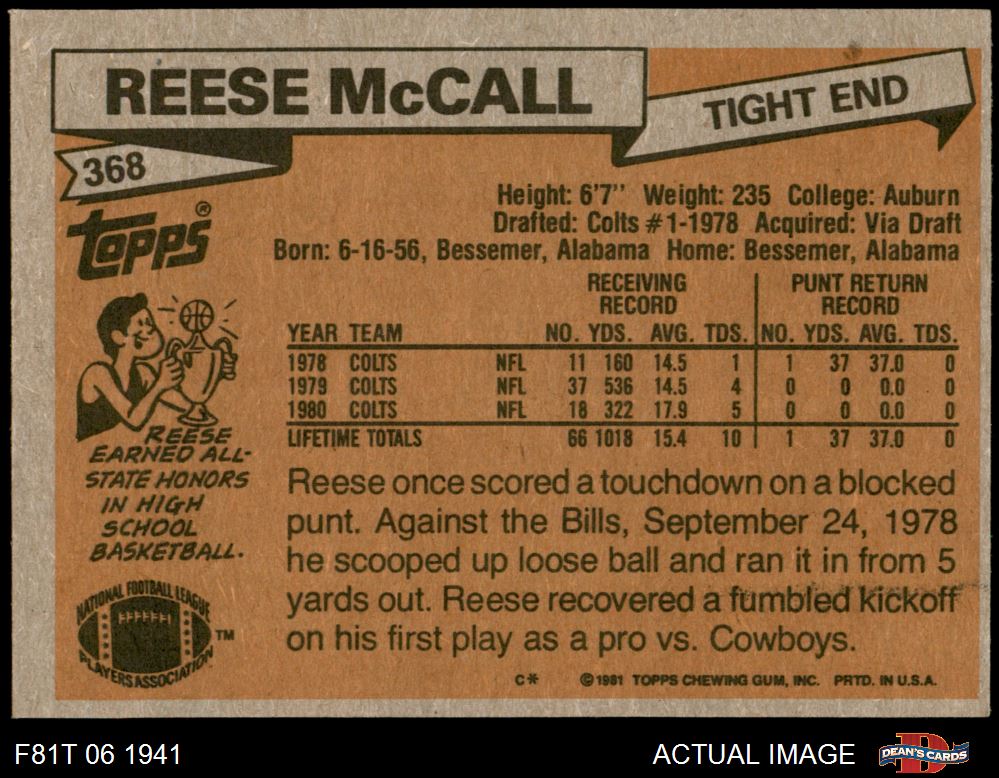 REESE McCALL
TIGHT END
368
topps®
Height: 6'7" Weight: 235 College: Auburn
Drafted: Colts #1-1978 Acquired: Via Draft
Born: 6-16-56, Bessemer, Alabama Home: Bessemer, Alabama
RECEIVING RECORD PUNT RETURN RECORD
YEAR TEAM NO. YDS. AVG. TDS. NO. YDS. AVG. TDS.
1978 COLTS NFL 11 160 14.5 1 1 37 37.0 0
1979 COLTS NFL 37 536 14.5 4 0 0 0.0 0
1980 COLTS NFL 18 322 17.9 5 0 0 0.0 0
LIFETIME TOTALS 66 1018 15.4 10 1 37 37.0 0
REESE
EARNED ALL-
STATE HONORS
IN HIGH
SCHOOL
BASKETBALL.
Reese once scored a touchdown on a blocked
punt. Against the Bills, September 24, 1978
he scooped up loose ball and ran it in from 5
yards out. Reese recovered a fumbled kickoff
on his first play as a pro vs. Cowboys.
NATIONAL FOOTBALL LEAGUE
PLAYERS ASSOCIATION
TM
C* ©1981 TOPPS CHEWING GUM, INC. PRTD. IN U.S.A.
F81T 06 1941
ACTUAL IMAGE
DEAN'S CARDS